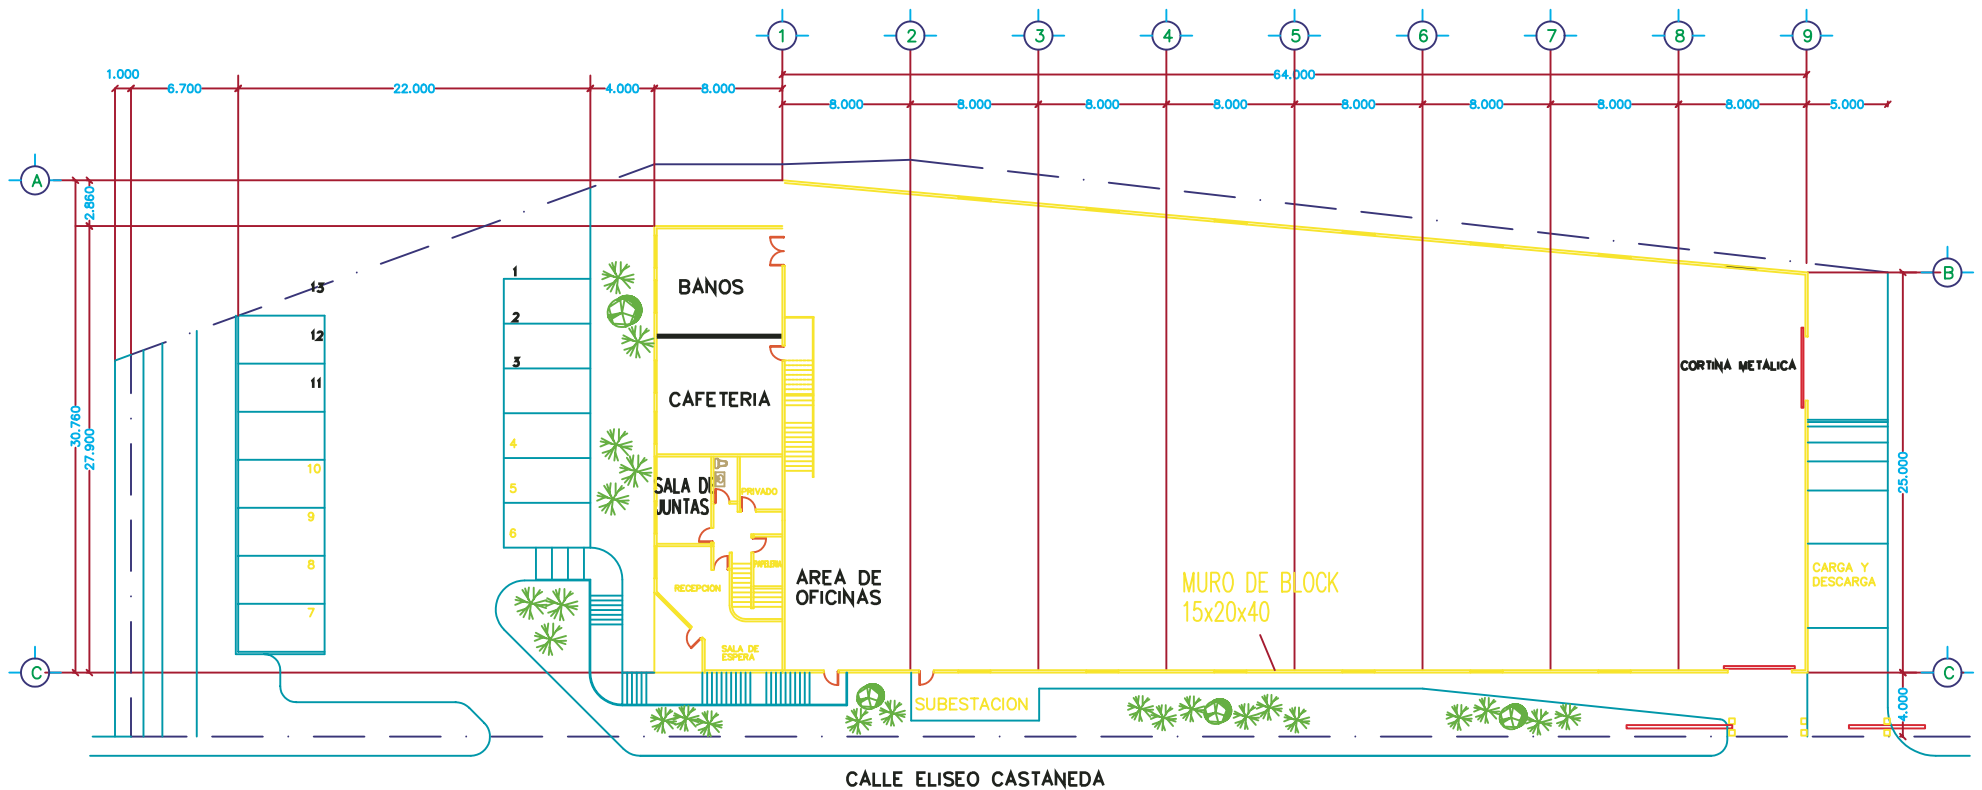 1 2 3 4 5 6 7 8 9
64.000
1.000
6.700 22.000 4.000 8.000
8.000 8.000 8.000 8.000 8.000 8.000 8.000 8.000 5.000
A
2.860
B
30.760
27.900
25.000
4.000
C
C
13
12
11
10
9
8
7
1
2
3
4
5
6
BANOS
CAFETERIA
SALA DE
JUNTAS
PRIVADO
PAPELERIA
RECEPCION
SALA DE
ESPERA
AREA DE
OFICINAS
MURO DE BLOCK
15x20x40
CORTINA METALICA
CARGA Y
DESCARGA
SUBESTACION
CALLE ELISEO CASTANEDA